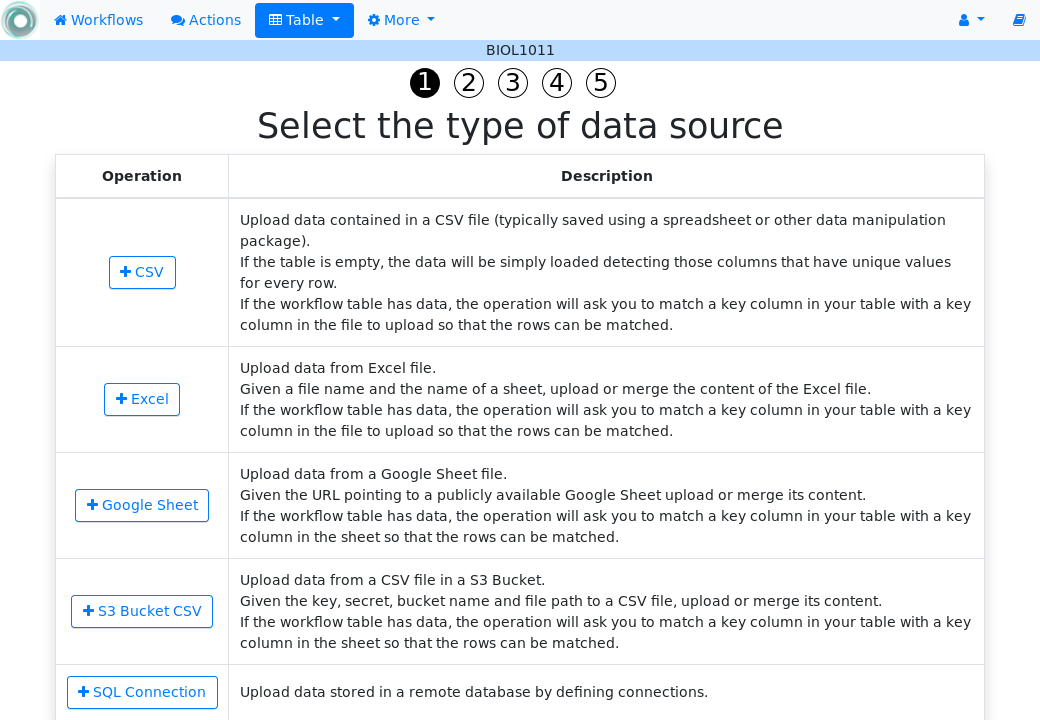 Workflows Actions Table More
BIOL1011
1 2 3 4 5
Select the type of data source
Operation Description
CSV
Upload data contained in a CSV file (typically saved using a spreadsheet or other data manipulation
package).
If the table is empty, the data will be simply loaded detecting those columns that have unique values
for every row.
If the workflow table has data, the operation will ask you to match a key column in your table with a key
column in the file to upload so that the rows can be matched.
Excel
Upload data from Excel file.
Given a file name and the name of a sheet, upload or merge the content of the Excel file.
If the workflow table has data, the operation will ask you to match a key column in your table with a key
column in the file to upload so that the rows can be matched.
Google Sheet
Upload data from a Google Sheet file.
Given the URL pointing to a publicly available Google Sheet upload or merge its content.
If the workflow table has data, the operation will ask you to match a key column in your table with a key
column in the sheet so that the rows can be matched.
S3 Bucket CSV
Upload data from a CSV file in a S3 Bucket.
Given the key, secret, bucket name and file path to a CSV file, upload or merge its content.
If the workflow table has data, the operation will ask you to match a key column in your table with a key
column in the sheet so that the rows can be matched.
SQL Connection
Upload data stored in a remote database by defining connections.